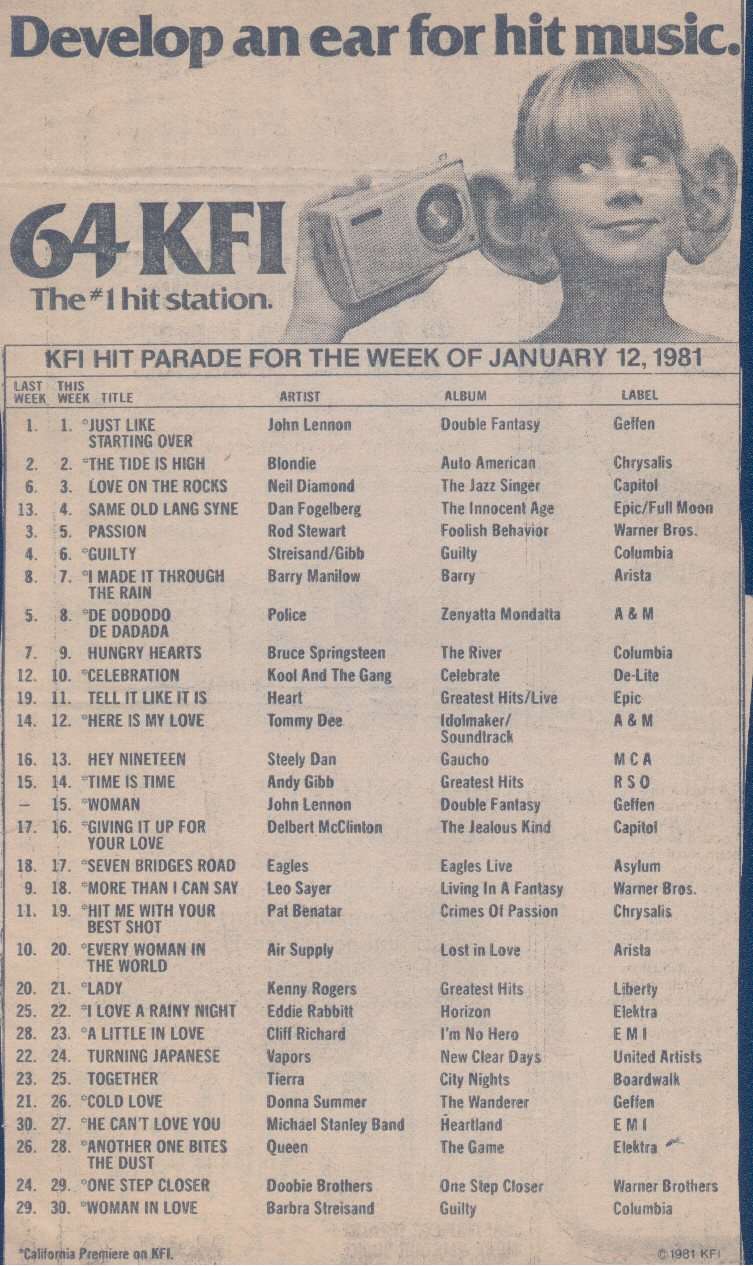 Develop an ear for hit music.
64 KFI
The #1 hit station.
KFI HIT PARADE FOR THE WEEK OF JANUARY 12, 1981
LAST WEEK THIS WEEK TITLE ARTIST ALBUM LABEL
1. 1. *JUST LIKE STARTING OVER John Lennon Double Fantasy Geffen
2. 2. *THE TIDE IS HIGH Blondie Auto American Chrysalis
6. 3. LOVE ON THE ROCKS Neil Diamond The Jazz Singer Capitol
13. 4. SAME OLD LANG SYNE Dan Fogelberg The Innocent Age Epic/Full Moon
3. 5. PASSION Rod Stewart Foolish Behavior Warner Bros.
4. 6. *GUILTY Streisand/Gibb Guilty Columbia
8. 7. *I MADE IT THROUGH THE RAIN Barry Manilow Barry Arista
5. 8. *DE DODODO DE DADADA Police Zenyatta Mondatta A & M
7. 9. HUNGRY HEARTS Bruce Springsteen The River Columbia
12. 10. *CELEBRATION Kool And The Gang Celebrate De-Lite
19. 11. TELL IT LIKE IT IS Heart Greatest Hits/Live Epic
14. 12. *HERE IS MY LOVE Tommy Dee Idolmaker/ Soundtrack A & M
16. 13. HEY NINETEEN Steely Dan Gaucho M C A
15. 14. *TIME IS TIME Andy Gibb Greatest Hits R S O
– 15. *WOMAN John Lennon Double Fantasy Geffen
17. 16. *GIVING IT UP FOR YOUR LOVE Delbert McClinton The Jealous Kind Capitol
18. 17. *SEVEN BRIDGES ROAD Eagles Eagles Live Asylum
9. 18. *MORE THAN I CAN SAY Leo Sayer Living In A Fantasy Warner Bros.
11. 19. *HIT ME WITH YOUR BEST SHOT Pat Benatar Crimes Of Passion Chrysalis
10. 20. *EVERY WOMAN IN THE WORLD Air Supply Lost in Love Arista
20. 21. *LADY Kenny Rogers Greatest Hits Liberty
25. 22. *I LOVE A RAINY NIGHT Eddie Rabbitt Horizon Elektra
28. 23. *A LITTLE IN LOVE Cliff Richard I'm No Hero E M I
22. 24. TURNING JAPANESE Vapors New Clear Days United Artists
23. 25. TOGETHER Tierra City Nights Boardwalk
21. 26. *COLD LOVE Donna Summer The Wanderer Geffen
30. 27. *HE CAN'T LOVE YOU Michael Stanley Band Heartland E M I
26. 28. *ANOTHER ONE BITES THE DUST Queen The Game Elektra
24. 29. *ONE STEP CLOSER Doobie Brothers One Step Closer Warner Brothers
29. 30. *WOMAN IN LOVE Barbra Streisand Guilty Columbia
*California Premiere on KFI.
© 1981 KFI